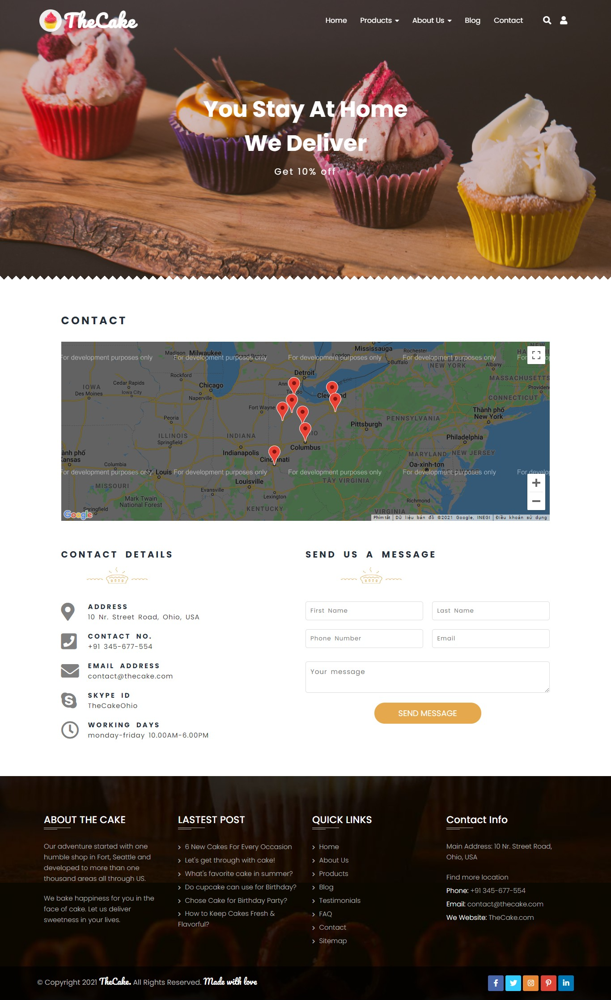 TheCake
Home Products About Us Blog Contact
You Stay At Home
We Deliver
Get 10% off
CONTACT
For development purposes only For development purposes only For development purposes only For development purposes only
Mississauga
Rochester
London
Madison Milwaukee
Grand Rapids
Buffalo
NEW YORK
Albany
Detroit
Rockford
MASSACHUSETTS
Chicago
Cedar Rapids
IOWA
Iowa City
Des Moines
Naperville
CONNECTICUT
Fort Wayne
Thành phố
New York
Peoria
PENNSYLVANIA
Pittsburgh
ILLINOIS
INDIANA
Springfield
Philadelphia
Columbus
Indianapolis
MARYLAND NEW JERSEY
Columbia
Oa-xinh-tơn
For development purposes only For development purposes only For development purposes only For development purposes only
Louis
Louisville
TÂY VIRGINIA
MISSOURI
Evansville
Lexington
Mark Twain
National Forest
Richmond
Springfield
KENTUCKY
VIRGINIA
Google
Phím tắt Dữ liệu bản đồ ©2021 Google, INEGI Điều khoản sử dụng
CONTACT DETAILS
ADDRESS
10 Nr. Street Road, Ohio, USA
CONTACT NO.
+91 345-677-554
EMAIL ADDRESS
contact@thecake.com
SKYPE ID
TheCakeOhio
WORKING DAYS
monday-friday 10.00AM-6.00PM
SEND US A MESSAGE
First Name Last Name
Phone Number Email
Your message
SEND MESSAGE
ABOUT THE CAKE
Our adventure started with one
humble shop in Fort, Seattle and
developed to more than one
thousand areas all through US.
We bake happiness for you in the
face of cake. Let us deliver
sweetness in your lives.
LASTEST POST
6 New Cakes For Every Occasion
Let's get through with cake!
What's favorite cake in summer?
Do cupcake can use for Birthday?
Chose Cake for Birthday Party?
How to Keep Cakes Fresh &
Flavorful?
QUICK LINKS
Home
About Us
Products
Blog
Testimonials
FAQ
Contact
Sitemap
Contact Info
Main Address: 10 Nr. Street Road,
Ohio, USA
Find more location
Phone: +91 345-677-554
Email: contact@thecake.com
We Website: TheCake.com
© Copyright 2021 TheCake. All Rights Reserved. Made with love